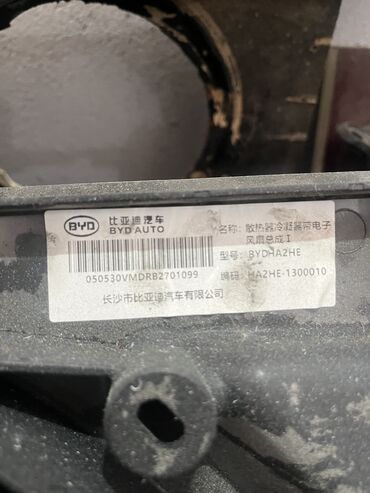 BYD 比亚迪汽车
BYD AUTO
050530VMDRB2701099
长沙市比亚迪汽车有限公司
名称: 散热器冷凝器带电子
风扇总成Ⅰ
型号: BYDHA2HE
编码: HA2HE-1300010